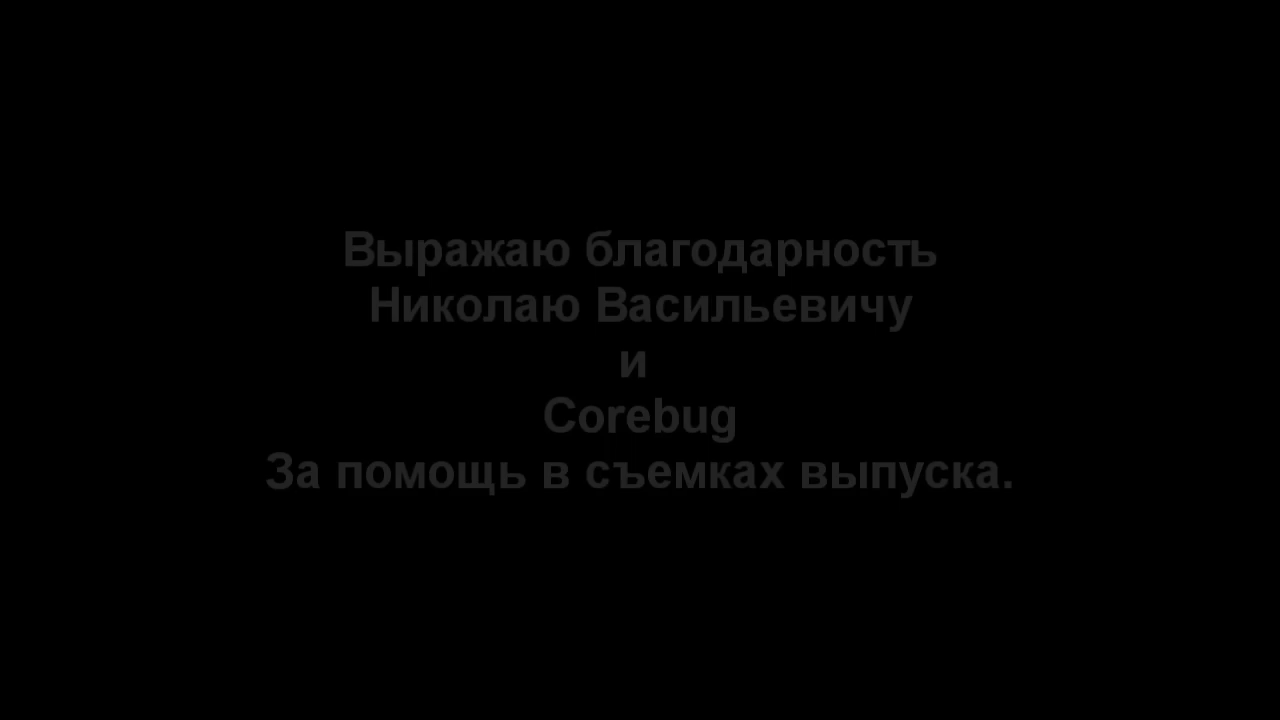 Выражаю благодарность
Николаю Васильевичу
и
Corebug
За помощь в съемках выпуска.